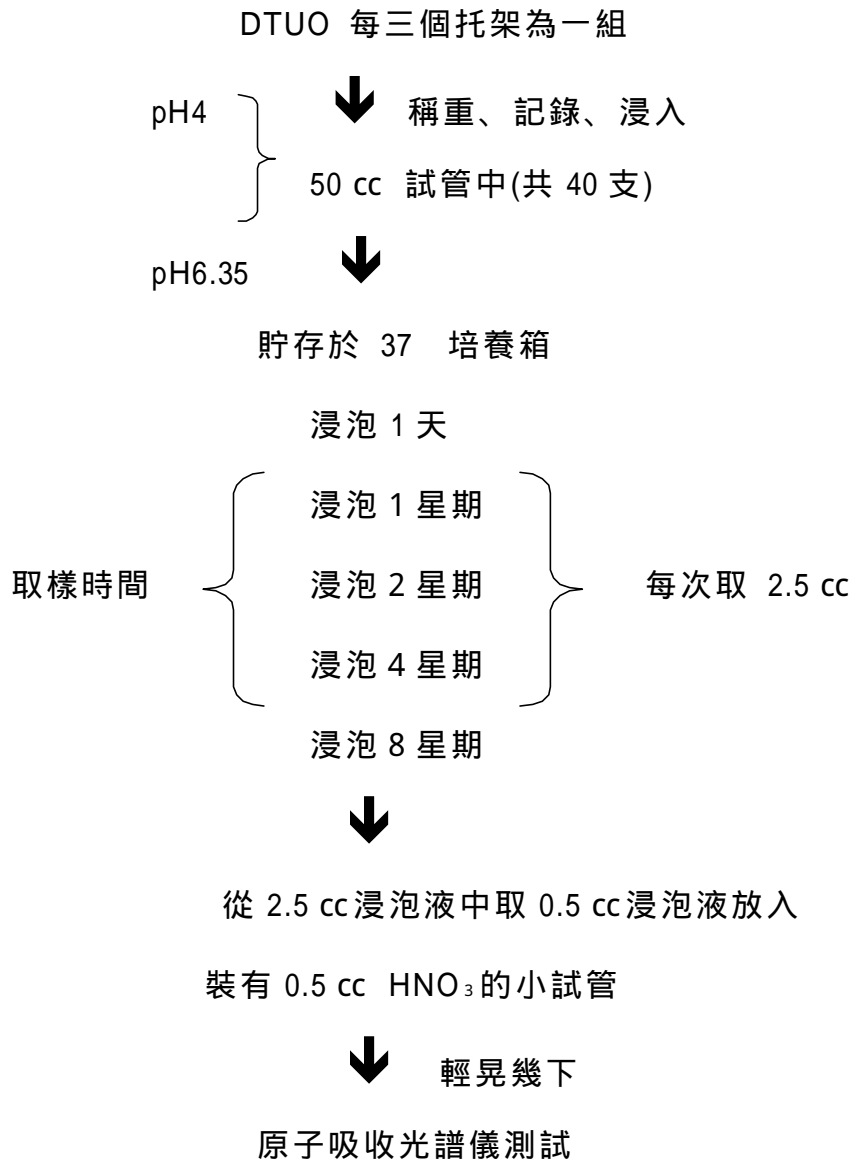 DTUO 每三個托架為一組
pH4
稱重、記錄、浸入
50 cc 試管中(共 40 支)
pH6.35
貯存於 37 培養箱
浸泡 1 天
浸泡 1 星期
取樣時間 浸泡 2 星期 每次取 2.5 cc
浸泡 4 星期
浸泡 8 星期
從 2.5 cc浸泡液中取 0.5 cc浸泡液放入
裝有 0.5 cc HNO₃的小試管
輕晃幾下
原子吸收光譜儀測試